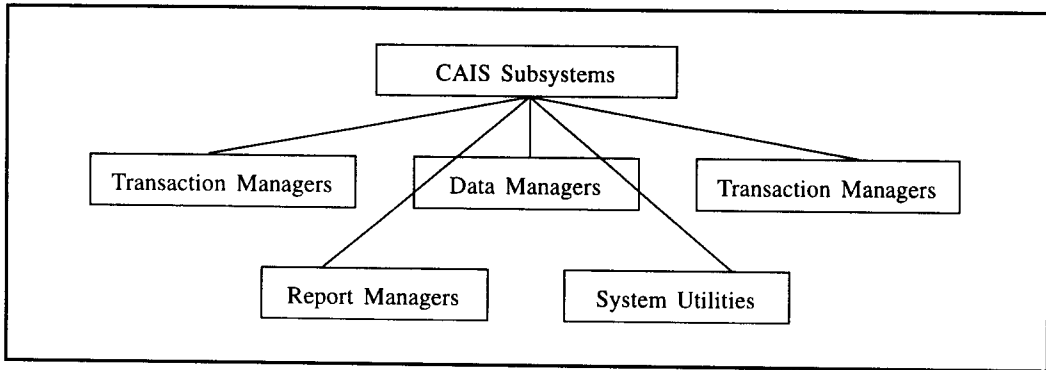 CAIS Subsystems
Transaction Managers
Data Managers
Transaction Managers
Report Managers
System Utilities